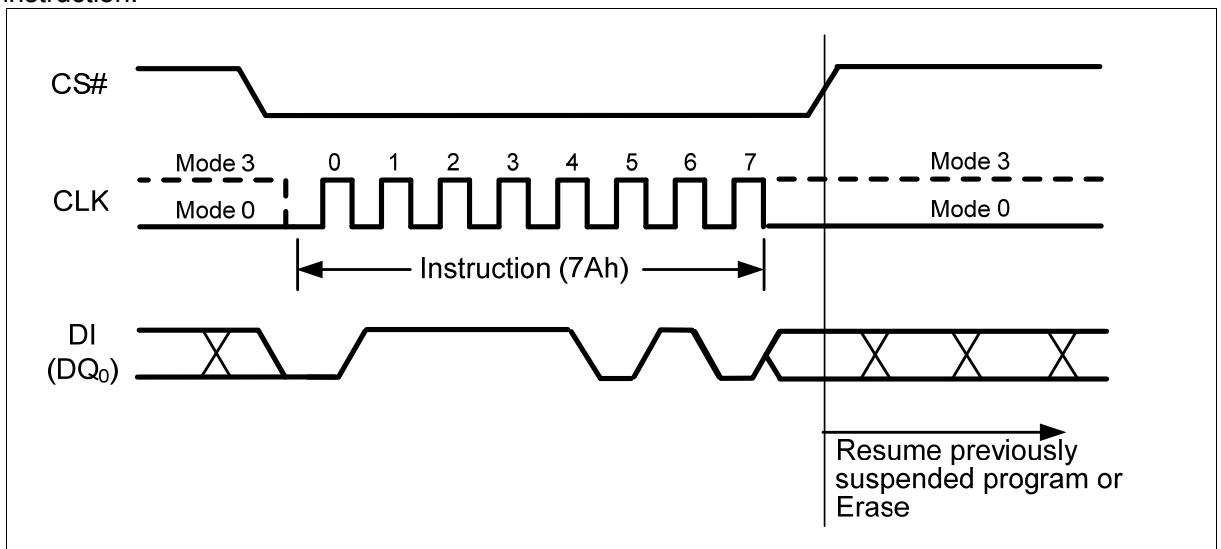 instruction.
CS#
Mode 3
0 1 2 3 4 5 6 7
Mode 3
CLK
Mode 0
Mode 0
Instruction (7Ah)
DI
(DQ0)
Resume previously
suspended program or
Erase